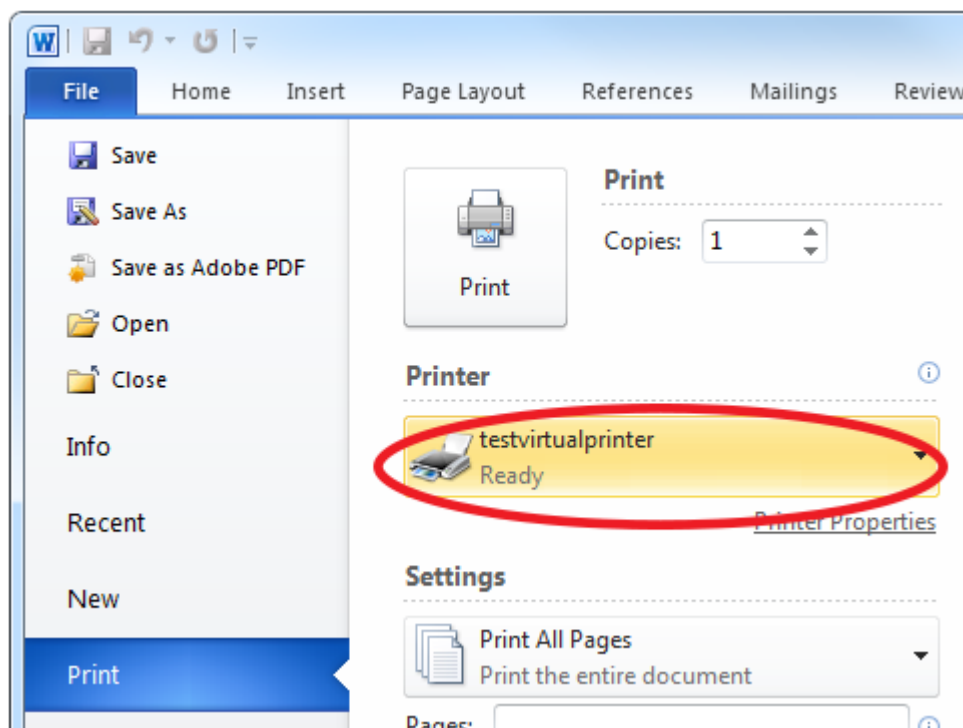 W
File Home Insert Page Layout References Mailings Review
Save
Save As
Save as Adobe PDF
Open
Close
Info
Recent
New
Print
Print
Print
Copies: 1
Printer
testvirtualprinter
Ready
Printer Properties
Settings
Print All Pages
Print the entire document
Pages: